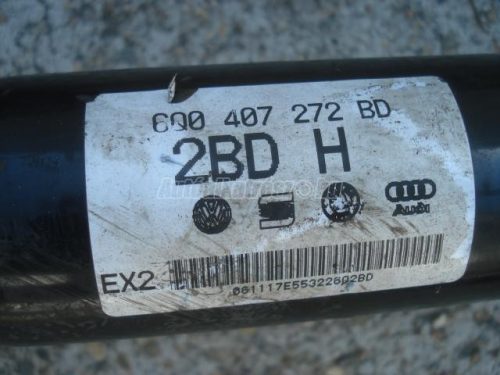 6Q0 407 272 BD
2BD H
Audi
EX2
061117E55322602BD